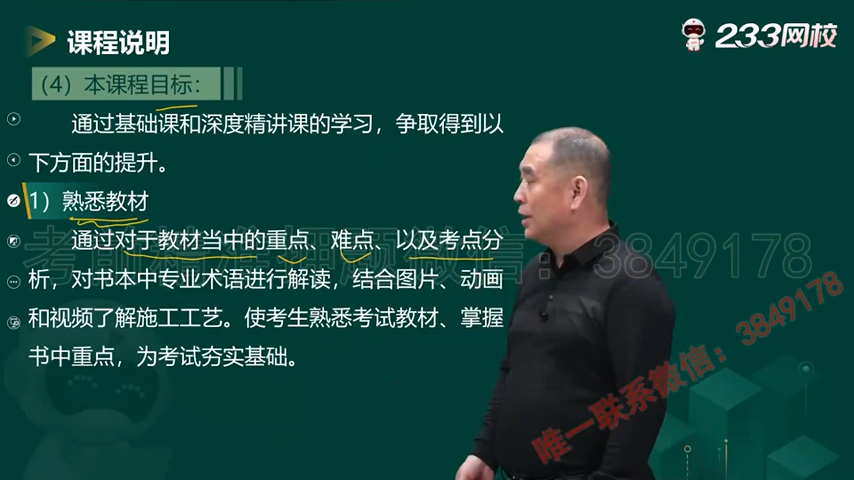 课程说明
233网校
（4）本课程目标：
通过基础课和深度精讲课的学习，争取得到以
下方面的提升。
1）熟悉教材
通过对于教材当中的重点、难点、以及考点分
析，对书本中专业术语进行解读，结合图片、动画
和视频了解施工工艺。使考生熟悉考试教材、掌握
书中重点，为考试夯实基础。
3849178
唯一联系微信：3849178